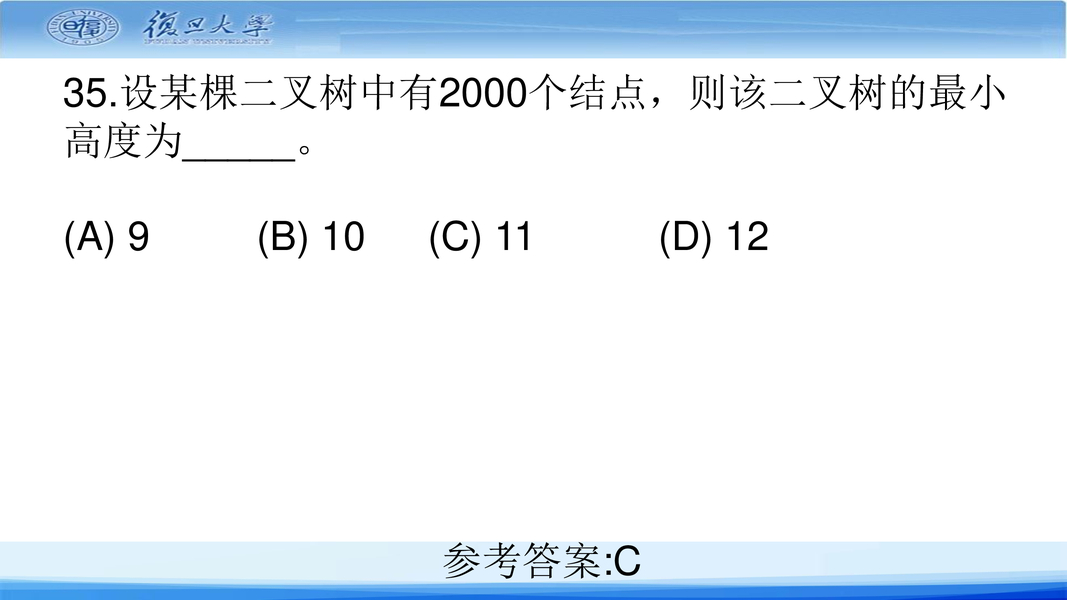 復旦大學
FUDAN UNIVERSITY
35.设某棵二叉树中有2000个结点，则该二叉树的最小
高度为_____。
(A) 9 (B) 10 (C) 11 (D) 12
参考答案:C